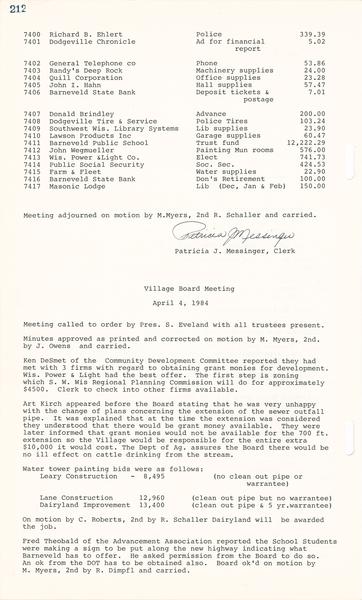 212
7400 Richard B. Ehlert Police 339.39
7401 Dodgeville Chronicle Ad for financial 5.02
report
7402 General Telephone co Phone 53.86
7403 Randy's Deep Rock Machinery supplies 24.00
7404 Quill Corporation Office supplies 23.28
7405 John I. Hahn Hall supplies 57.47
7406 Barneveld State Bank Deposit tickets & 7.01
postage
7407 Donald Brindley Advance 200.00
7408 Dodgeville Tire & Service Police Tires 103.24
7409 Southwest Wis. Library Systems Lib supplies 23.90
7410 Lawson Products Inc Garage supplies 60.47
7411 Barneveld Public School Trust fund 12,222.29
7412 John Wegmueller Painting Mun rooms 576.00
7413 Wis. Power &Light Co. Elect 741.73
7414 Public Social Security Soc. Sec. 424.53
7415 Farm & Fleet Water supplies 22.90
7416 Barneveld State Bank Don's Retirement 100.00
7417 Masonic Lodge Lib (Dec, Jan & Feb) 150.00
Meeting adjourned on motion by M.Myers, 2nd R. Schaller and carried.
Patricia J Messinger
Patricia J. Messinger, Clerk
Village Board Meeting
April 4, 1984
Meeting called to order by Pres. S. Eveland with all trustees present.
Minutes approved as printed and corrected on motion by M. Myers, 2nd.
by J. Owens and carried.
Ken DeSmet of the Community Development Committee reported they had
met with 3 firms with regard to obtaining grant monies for development.
Wis. Power & Light had the best offer. The first step is zoning
which S. W. Wis Regional Planning Commission will do for approximately
$4500. Clerk to check into other firms available.
Art Kirch appeared before the Board stating that he was very unhappy
with the change of plans concerning the extension of the sewer outfall
pipe. It was explained that at the time the extension was considered
they understood that there would be grant money available. They were
later informed that grant monies would not be available for the 700 ft.
extension so the Village would be responsible for the entire extra
$10,000 it would cost. The Dept of Ag. assures the Board there would be
no ill effect on cattle drinking from the stream.
Water tower painting bids were as follows:
Leary Construction - 8,495 (no clean out pipe or
warrantee)
Lane Construction 12,960 (clean out pipe but no warrantee)
Dairyland Improvement 13,400 (clean out pipe & 5 yr.warrantee)
On motion by C. Roberts, 2nd by R. Schaller Dairyland will be awarded
the job.
Fred Theobald of the Advancement Association reported the School Students
were making a sign to be put along the new highway indicating what
Barneveld has to offer. He asked permission from the Board to do so.
An ok from the DOT has to be obtained also. Board ok'd on motion by
M. Myers, 2nd by R. Dimpfl and carried.